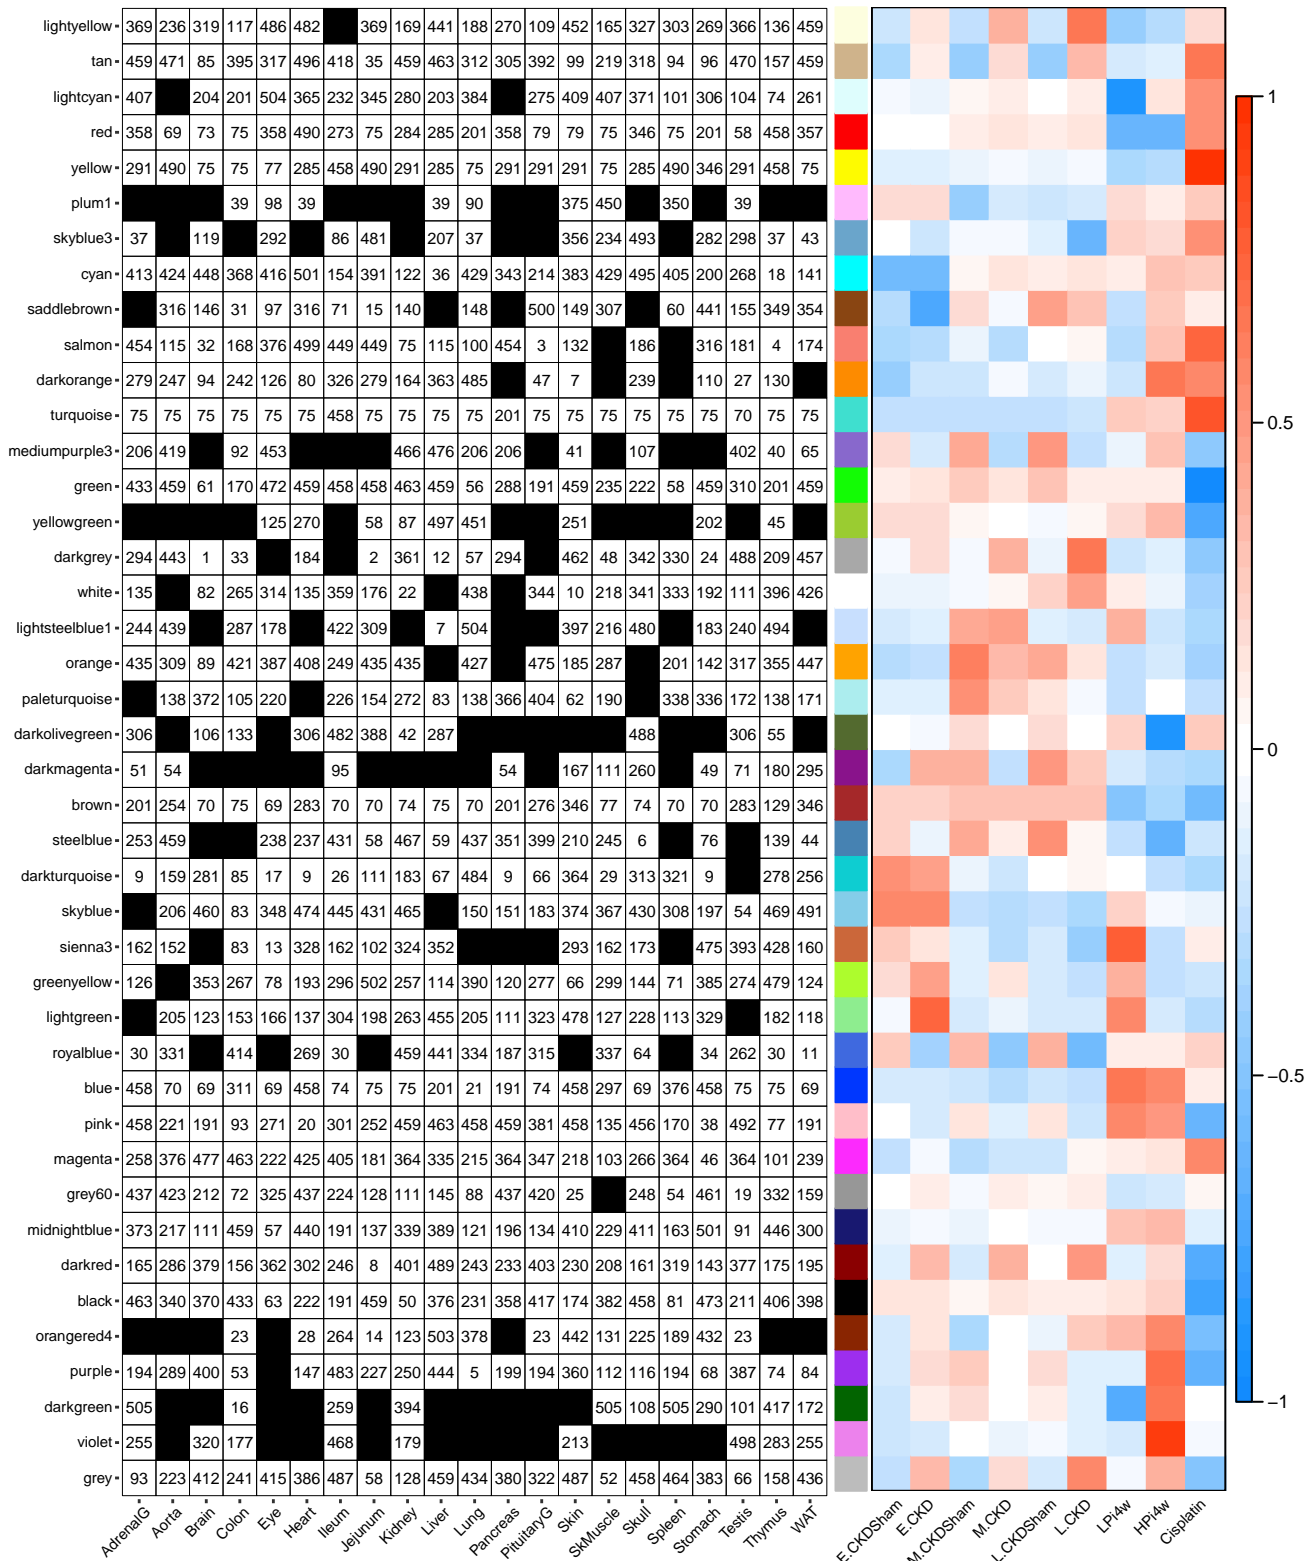 lightyellow 369 236 319 117 486 482 369 169 441 188 270 109 452 165 327 303 269 366 136 459
tan 459 471 85 395 317 496 418 35 459 463 312 305 392 99 219 318 94 96 470 157 459
lightcyan 407 204 201 504 365 232 345 280 203 384 275 409 407 371 101 306 104 74 261
1
red 358 69 73 75 358 490 273 75 284 285 201 358 79 79 75 346 75 201 58 458 357
yellow 291 490 75 75 77 285 458 490 291 285 75 291 291 291 75 285 490 346 291 458 75
plum1 39 98 39 39 90 375 450 350 39
skyblue3 37 119 292 86 481 207 37 356 234 493 282 298 37 43
cyan 413 424 448 368 416 501 154 391 122 36 429 343 214 383 429 495 405 200 268 18 141
saddlebrown 316 146 31 97 316 71 15 140 148 500 149 307 60 441 155 349 354
salmon 454 115 32 168 376 499 449 449 75 115 100 454 3 132 186 316 181 4 174
darkorange 279 247 94 242 126 80 326 279 164 363 485 47 7 239 110 27 130
turquoise 75 75 75 75 75 75 458 75 75 75 75 201 75 75 75 75 75 75 70 75 75
0.5
mediumpurple3 206 419 92 453 466 476 206 206 41 107 402 40 65
green 433 459 61 170 472 459 458 458 463 459 56 288 191 459 235 222 58 459 310 201 459
yellowgreen 125 270 58 87 497 451 251 202 45
darkgrey 294 443 1 33 184 2 361 12 57 294 462 48 342 330 24 488 209 457
white 135 82 265 314 135 359 176 22 438 344 10 218 341 333 192 111 396 426
lightsteelblue1 244 439 287 178 422 309 7 504 397 216 480 183 240 494
orange 435 309 89 421 387 408 249 435 435 427 475 185 287 201 142 317 355 447
paleturquoise 138 372 105 220 226 154 272 83 138 366 404 62 190 338 336 172 138 171
darkolivegreen 306 106 133 306 482 388 42 287 488 306 55
0
darkmagenta 51 54 95 54 167 111 260 49 71 180 295
brown 201 254 70 75 69 283 70 70 74 75 70 201 276 346 77 74 70 70 283 129 346
steelblue 253 459 238 237 431 58 467 59 437 351 399 210 245 6 76 139 44
darkturquoise 9 159 281 85 17 9 26 111 183 67 484 9 66 364 29 313 321 9 278 256
skyblue 206 460 83 348 474 445 431 465 150 151 183 374 367 430 308 197 54 469 491
sienna3 162 152 83 13 328 162 102 324 352 293 162 173 475 393 428 160
greenyellow 126 353 267 78 193 296 502 257 114 390 120 277 66 299 144 71 385 274 479 124
lightgreen 205 123 153 166 137 304 198 263 455 205 111 323 478 127 228 113 329 182 118
royalblue 30 331 414 269 30 459 441 334 187 315 337 64 34 262 30 11
−0.5
blue 458 70 69 311 69 458 74 75 75 201 21 191 74 458 297 69 376 458 75 75 69
pink 458 221 191 93 271 20 301 252 459 463 458 459 381 458 135 456 170 38 492 77 191
magenta 258 376 477 463 222 425 405 181 364 335 215 364 347 218 103 266 364 46 364 101 239
grey60 437 423 212 72 325 437 224 128 111 145 88 437 420 25 248 54 461 19 332 159
midnightblue 373 217 111 459 57 440 191 137 339 389 121 196 134 410 229 411 163 501 91 446 300
darkred 165 286 379 156 362 302 246 8 401 489 243 233 403 230 208 161 319 143 377 175 195
black 463 340 370 433 63 222 191 459 50 376 231 358 417 174 382 458 81 473 211 406 398
orangered4 23 28 264 14 123 503 378 23 442 131 225 189 432 23
purple 194 289 400 53 147 483 227 250 444 5 199 194 360 112 116 194 68 387 74 84
darkgreen 505 16 259 394 505 108 505 290 101 417 172
−1
violet 255 320 177 468 179 213 498 283 255
grey 93 223 412 241 415 386 487 58 128 459 434 380 322 487 52 458 464 383 66 158 436
AdrenalG Aorta Brain Colon Eye Heart Ileum Jejunum Kidney Liver Lung Pancreas PituitaryG Skin SkMuscle Skull Spleen Stomach Testis Thymus WAT E.CKDSham E.CKD M.CKDSham M.CKD L.CKDSham L.CKD LPi4w HPi4w Cisplatin